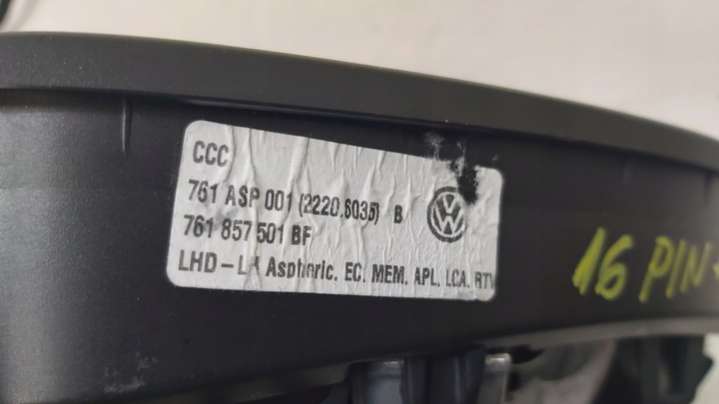 CCC
761 ASP 001 (2220.6035) B
761 857 501 BF
LHD-LH Aspheric. EC. MEM. APL. LCA. RTV
16 PIN